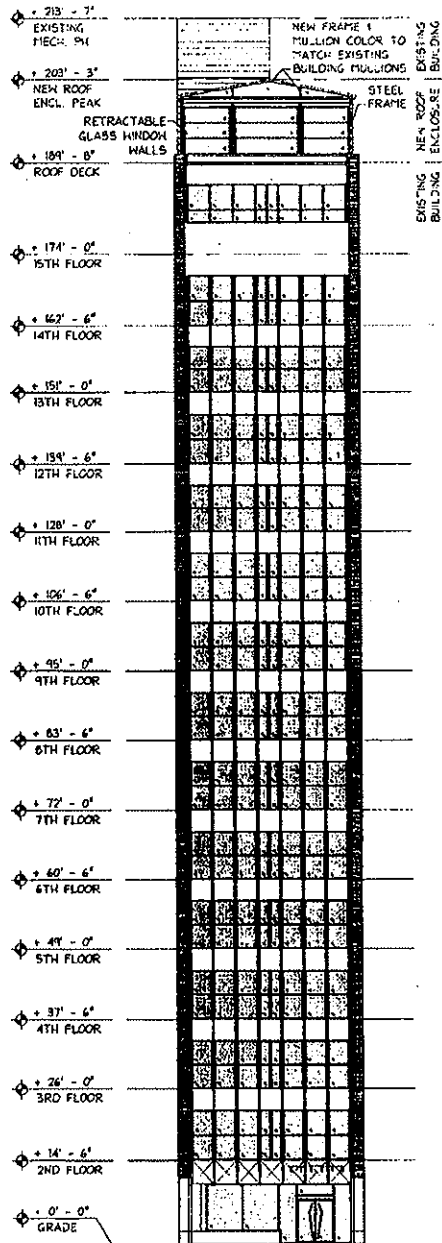 + 213' - 7"
EXISTING
MECH. PH
+ 203' - 3"
NEW ROOF
ENCL. PEAK
+ 189' - 8"
ROOF DECK
+ 174' - 0"
15TH FLOOR
+ 162' - 6"
14TH FLOOR
+ 151' - 0"
13TH FLOOR
+ 139' - 6"
12TH FLOOR
+ 128' - 0"
11TH FLOOR
+ 106' - 6"
10TH FLOOR
+ 95' - 0"
9TH FLOOR
+ 83' - 6"
8TH FLOOR
+ 72' - 0"
7TH FLOOR
+ 60' - 6"
6TH FLOOR
+ 49' - 0"
5TH FLOOR
+ 37' - 6"
4TH FLOOR
+ 26' - 0"
3RD FLOOR
+ 14' - 6"
2ND FLOOR
+ 0' - 0"
GRADE
NEW FRAME &
MULLION COLOR TO
MATCH EXISTING
BUILDING MULLIONS
STEEL
FRAME
RETRACTABLE
GLASS WINDOW
WALLS
EXISTING
BUILDING
NEW ROOF
ENCLOSURE
EXISTING
BUILDING